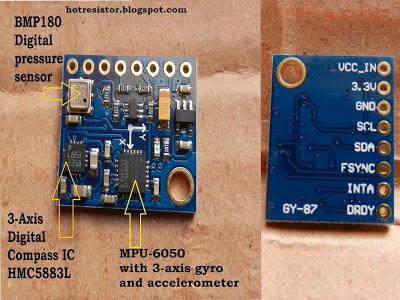 hotresistor.blogspot.com
BMP180
Digital
pressure
sensor
3-Axis
Digital
Compass IC
HMC5883L
MPU-6050
with 3-axis gyro
and accelerometer
X
Y
VCC_IN
3.3V
GND
SCL
SDA
FSYNC
INTA
GY-87
DRDY